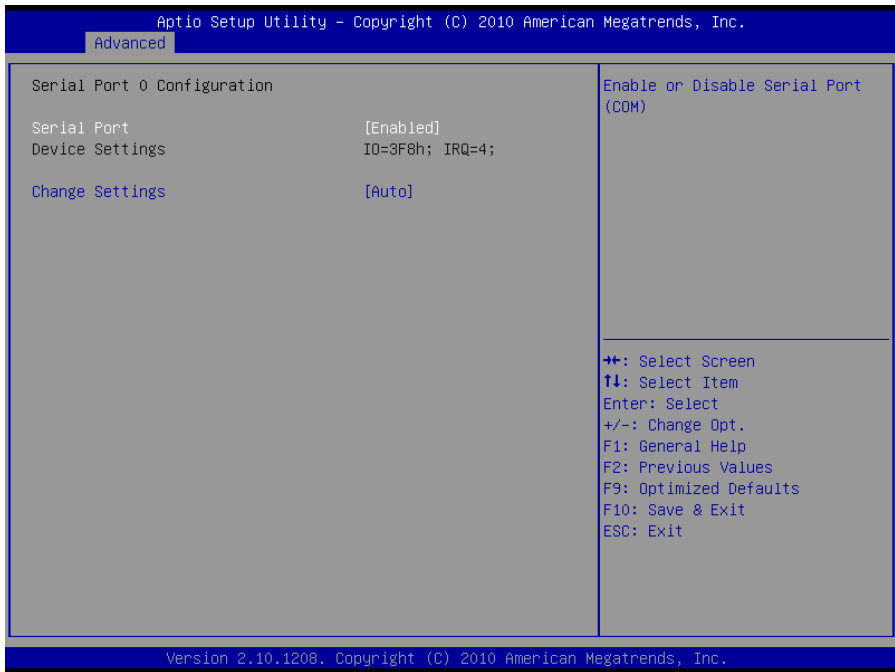 Aptio Setup Utility – Copyright (C) 2010 American Megatrends, Inc.
Advanced
Serial Port 0 Configuration
Serial Port [Enabled]
Device Settings IO=3F8h; IRQ=4;
Change Settings [Auto]
Enable or Disable Serial Port
(COM)
→←: Select Screen
↑↓: Select Item
Enter: Select
+/-: Change Opt.
F1: General Help
F2: Previous Values
F9: Optimized Defaults
F10: Save & Exit
ESC: Exit
Version 2.10.1208. Copyright (C) 2010 American Megatrends, Inc.